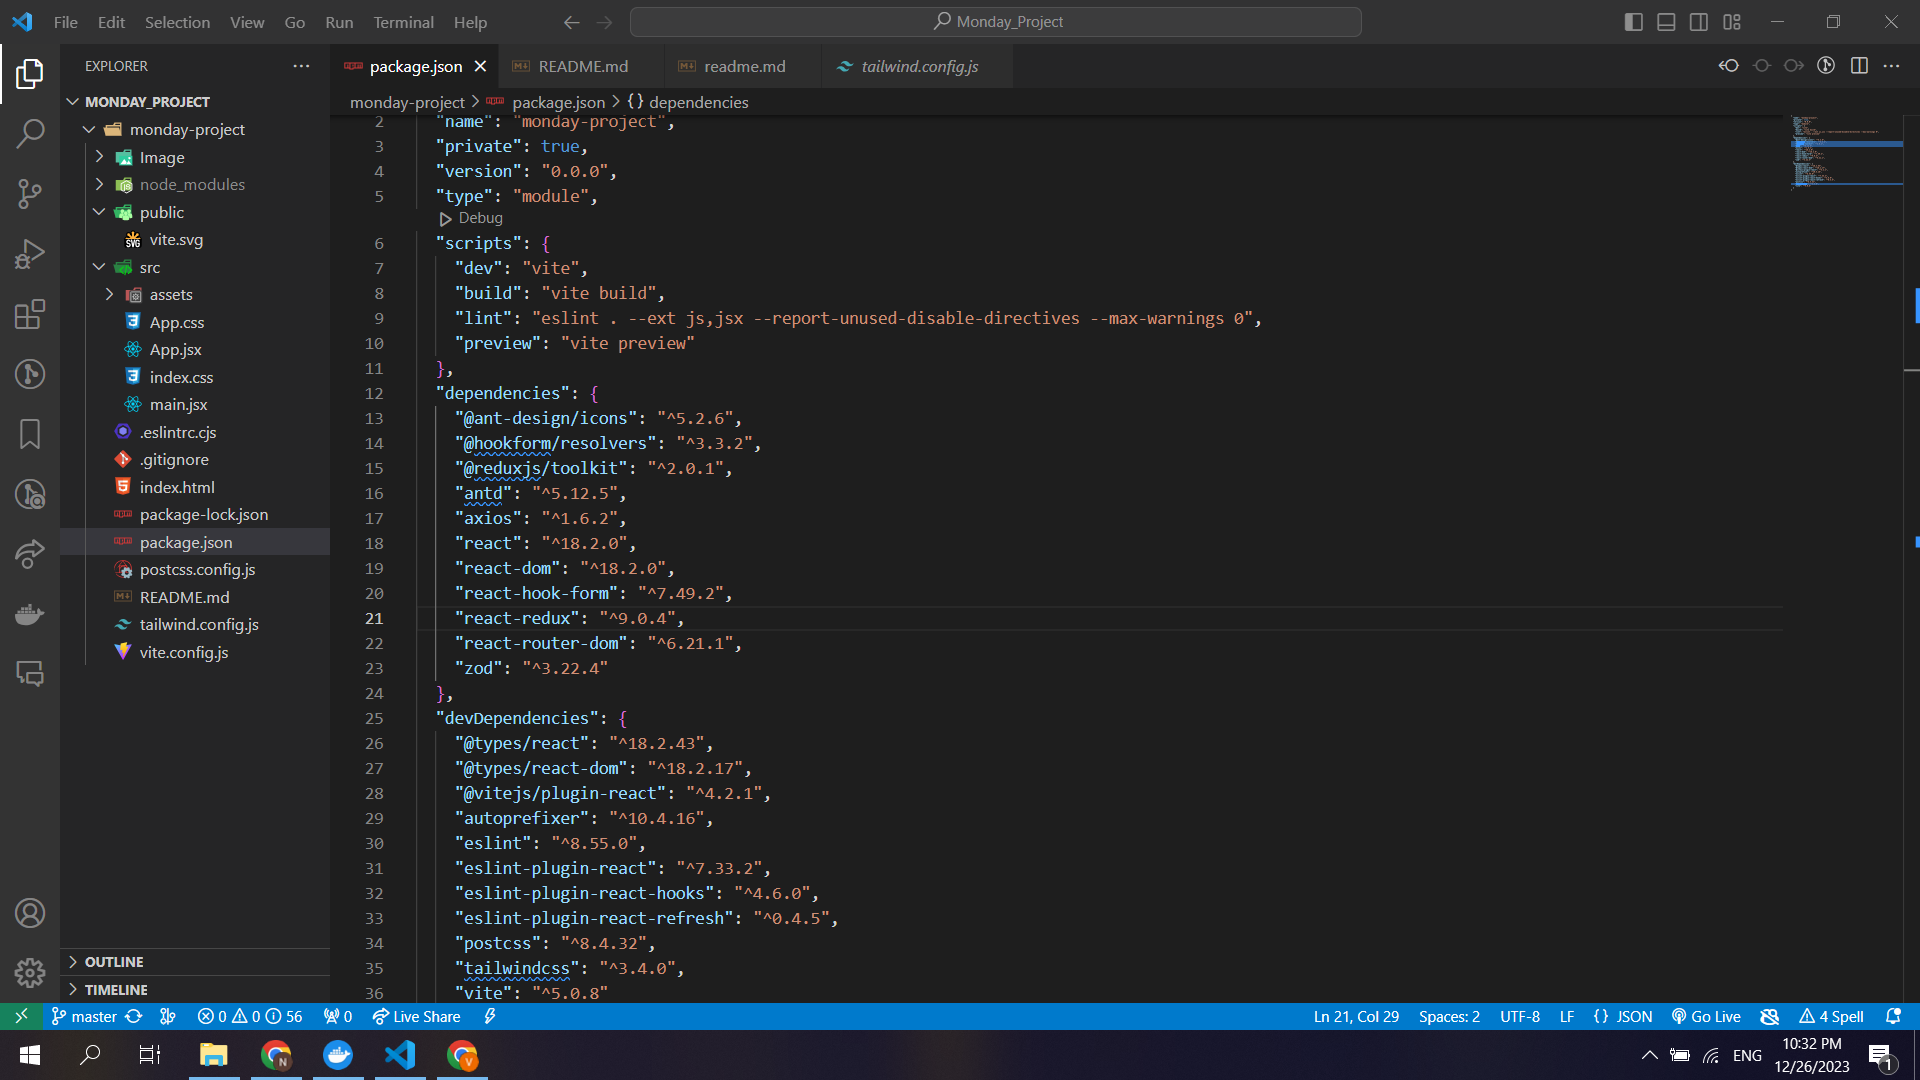 File Edit Selection View Go Run Terminal Help
Monday_Project
EXPLORER
package.json
README.md
readme.md
tailwind.config.js
monday-project > package.json > {} dependencies
MONDAY_PROJECT
monday-project
Image
node_modules
public
vite.svg
src
assets
App.css
App.jsx
index.css
main.jsx
.eslintrc.cjs
.gitignore
index.html
package-lock.json
package.json
postcss.config.js
README.md
tailwind.config.js
vite.config.js
OUTLINE
TIMELINE
2 "name": "monday-project",
3 "private": true,
4 "version": "0.0.0",
5 "type": "module",
Debug
6 "scripts": {
7 "dev": "vite",
8 "build": "vite build",
9 "lint": "eslint . --ext js,jsx --report-unused-disable-directives --max-warnings 0",
10 "preview": "vite preview"
11 },
12 "dependencies": {
13 "@ant-design/icons": "^5.2.6",
14 "@hookform/resolvers": "^3.3.2",
15 "@reduxjs/toolkit": "^2.0.1",
16 "antd": "^5.12.5",
17 "axios": "^1.6.2",
18 "react": "^18.2.0",
19 "react-dom": "^18.2.0",
20 "react-hook-form": "^7.49.2",
21 "react-redux": "^9.0.4",
22 "react-router-dom": "^6.21.1",
23 "zod": "^3.22.4"
24 },
25 "devDependencies": {
26 "@types/react": "^18.2.43",
27 "@types/react-dom": "^18.2.17",
28 "@vitejs/plugin-react": "^4.2.1",
29 "autoprefixer": "^10.4.16",
30 "eslint": "^8.55.0",
31 "eslint-plugin-react": "^7.33.2",
32 "eslint-plugin-react-hooks": "^4.6.0",
33 "eslint-plugin-react-refresh": "^0.4.5",
34 "postcss": "^8.4.32",
35 "tailwindcss": "^3.4.0",
36 "vite": "^5.0.8"
master 0 0 56 0 Live Share Ln 21, Col 29 Spaces: 2 UTF-8 LF {} JSON Go Live 4 Spell
ENG
10:32 PM
12/26/2023
1